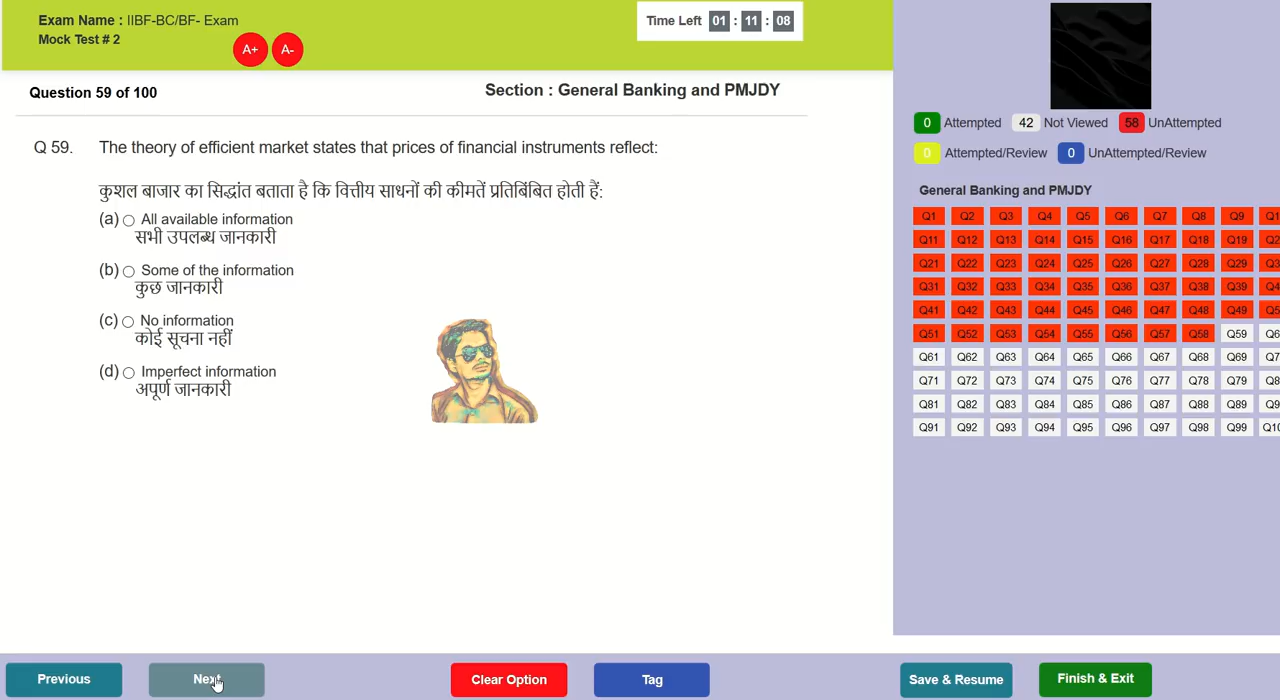 Exam Name : IIBF-BC/BF- Exam
Mock Test # 2
A+ A-
Time Left 01 : 11 : 08
Question 59 of 100
Section : General Banking and PMJDY
Q 59. The theory of efficient market states that prices of financial instruments reflect:
कुशल बाजार का सिद्धांत बताता है कि वित्तीय साधनों की कीमतें प्रतिबिंबित होती हैं:
(a) All available information
सभी उपलब्ध जानकारी
(b) Some of the information
कुछ जानकारी
(c) No information
कोई सूचना नहीं
(d) Imperfect information
अपूर्ण जानकारी
0 Attempted 42 Not Viewed 58 UnAttempted
0 Attempted/Review 0 UnAttempted/Review
General Banking and PMJDY
Q1 Q2 Q3 Q4 Q5 Q6 Q7 Q8 Q9
Q11 Q12 Q13 Q14 Q15 Q16 Q17 Q18 Q19
Q21 Q22 Q23 Q24 Q25 Q26 Q27 Q28 Q29
Q31 Q32 Q33 Q34 Q35 Q36 Q37 Q38 Q39
Q41 Q42 Q43 Q44 Q45 Q46 Q47 Q48 Q49
Q51 Q52 Q53 Q54 Q55 Q56 Q57 Q58 Q59
Q61 Q62 Q63 Q64 Q65 Q66 Q67 Q68 Q69
Q71 Q72 Q73 Q74 Q75 Q76 Q77 Q78 Q79
Q81 Q82 Q83 Q84 Q85 Q86 Q87 Q88 Q89
Q91 Q92 Q93 Q94 Q95 Q96 Q97 Q98 Q99
Previous Next Clear Option Tag Save & Resume Finish & Exit